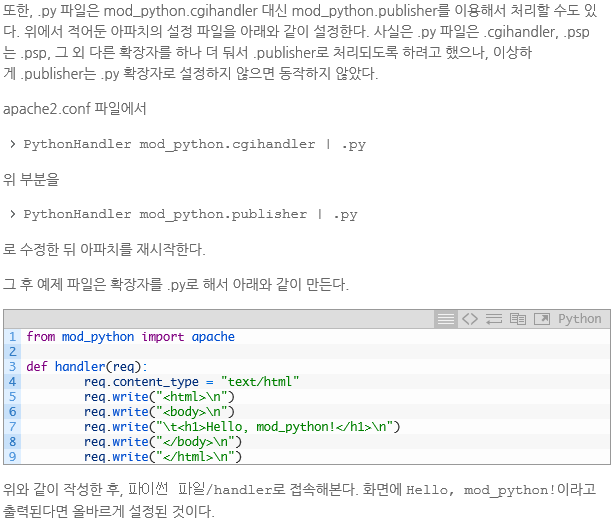 또한, .py 파일은 mod_python.cgihandler 대신 mod_python.publisher를 이용해서 처리할 수도 있
다. 위에서 적어둔 아파치의 설정 파일을 아래와 같이 설정한다. 사실은 .py 파일은 .cgihandler, .psp
는 .psp, 그 외 다른 확장자를 하나 더 둬서 .publisher로 처리되도록 하려고 했으나, 이상하
게 .publisher는 .py 확장자로 설정하지 않으면 동작하지 않았다.
apache2.conf 파일에서
> PythonHandler mod_python.cgihandler | .py
위 부분을
> PythonHandler mod_python.publisher | .py
로 수정한 뒤 아파치를 재시작한다.
그 후 예제 파일은 확장자를 .py로 해서 아래와 같이 만든다.
Python
1 from mod_python import apache
2
3 def handler(req):
4 req.content_type = "text/html"
5 req.write("<html>\n")
6 req.write("<body>\n")
7 req.write("\t<h1>Hello, mod_python!</h1>\n")
8 req.write("</body>\n")
9 req.write("</html>\n")
위와 같이 작성한 후, 파이썬 파일/handler로 접속해본다. 화면에 Hello, mod_python!이라고
출력된다면 올바르게 설정된 것이다.